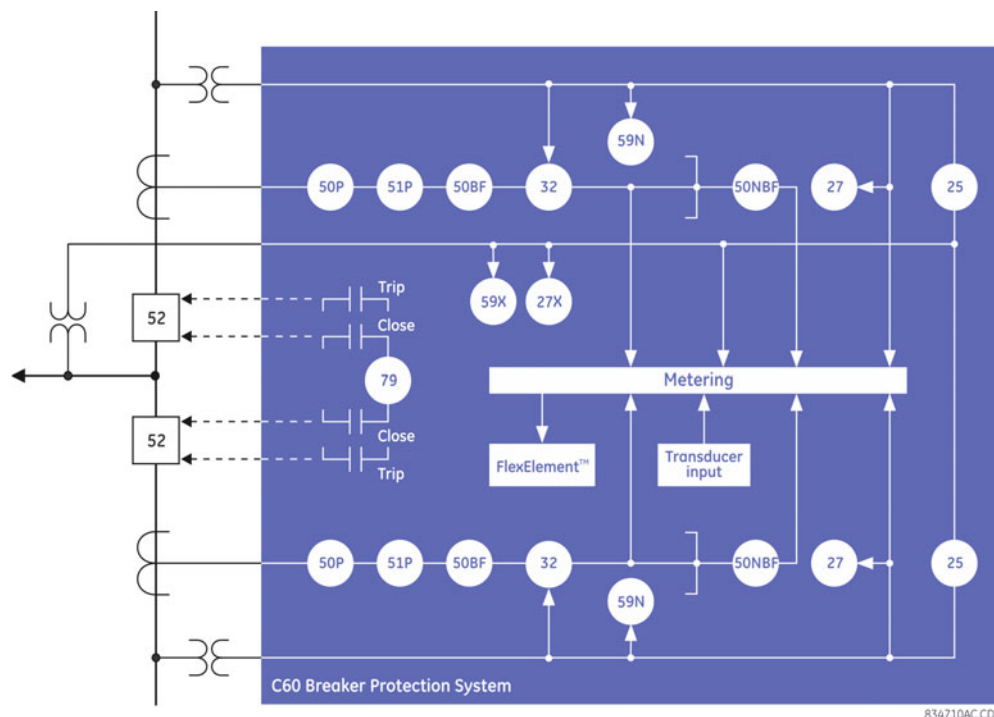 59N
50P 51P 50BF 32 50NBF 27 25
59X 27X
Trip
52
Close
79
Metering
52
Close
Trip
FlexElement™
Transducer
input
50P 51P 50BF 32 50NBF 27 25
59N
C60 Breaker Protection System
834710AC.CD